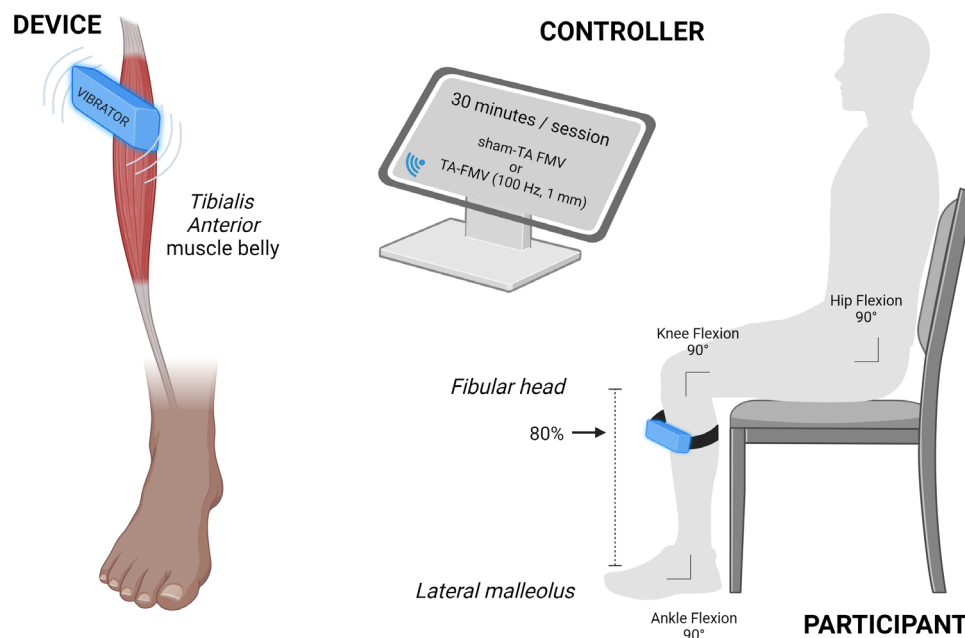 DEVICE
VIBRATOR
Tibialis
Anterior
muscle belly
CONTROLLER
30 minutes / session
sham-TA FMV
or
TA-FMV (100 Hz, 1 mm)
Hip Flexion
90°
Knee Flexion
90°
Fibular head
80%
Lateral malleolus
Ankle Flexion
90°
PARTICIPANT